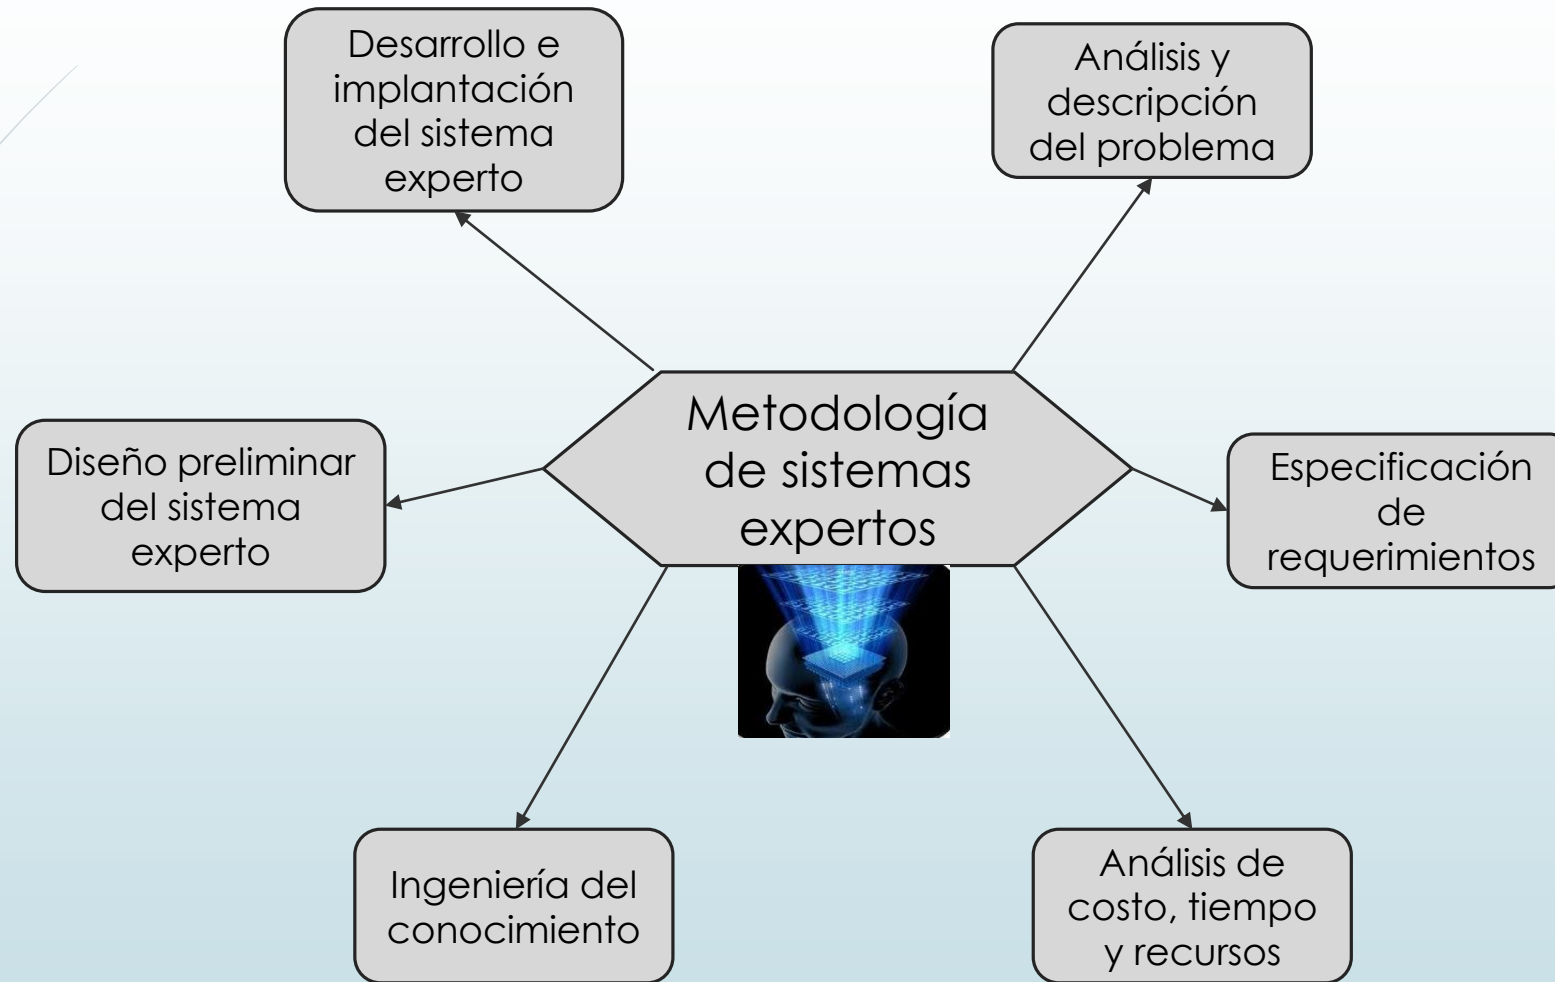 Desarrollo e
implantación
del sistema
experto
Análisis y
descripción
del problema
Metodología
de sistemas
expertos
Diseño preliminar
del sistema
experto
Especificación
de
requerimientos
Ingeniería del
conocimiento
Análisis de
costo, tiempo
y recursos